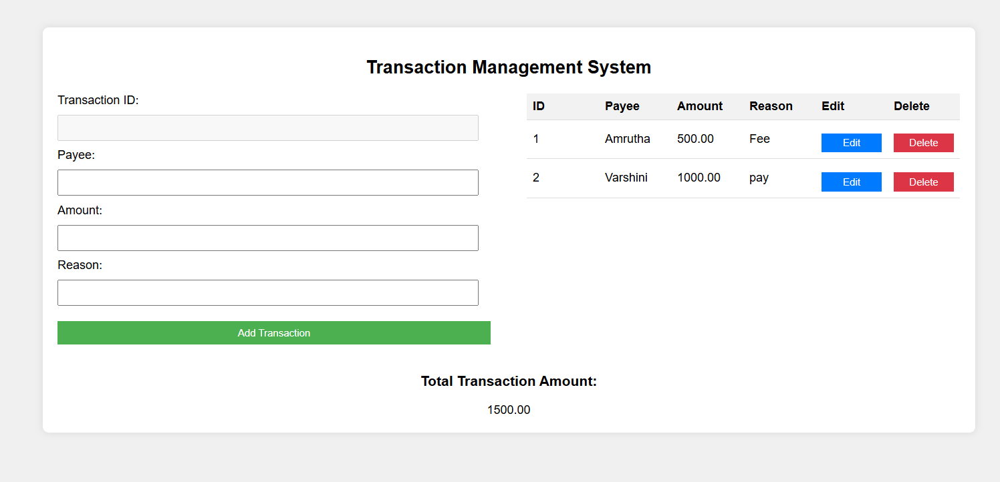 Transaction Management System
Transaction ID:
Payee:
Amount:
Reason:
Add Transaction
ID Payee Amount Reason Edit Delete
1 Amrutha 500.00 Fee Edit Delete
2 Varshini 1000.00 pay Edit Delete
Total Transaction Amount:
1500.00